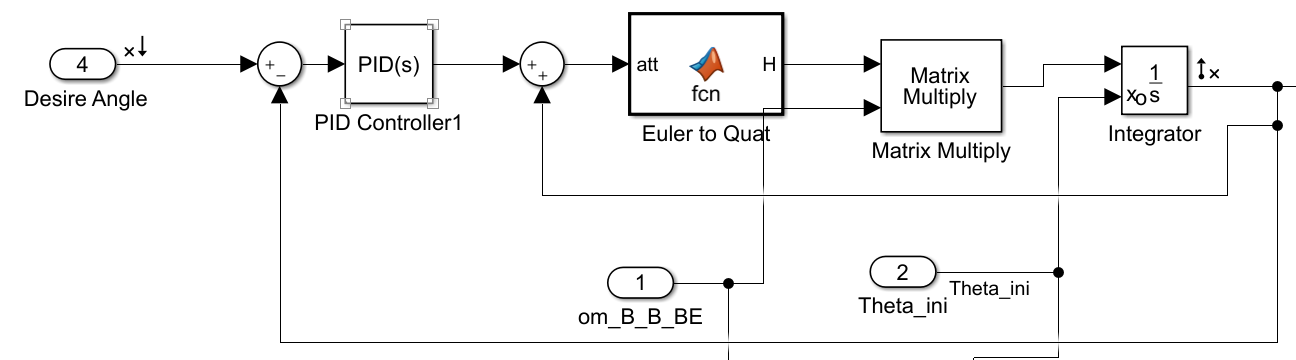 4
Desire Angle
+
−
PID(s)
PID Controller1
+
+
att
H
fcn
Euler to Quat
Matrix
Multiply
Matrix Multiply
1
s
xo
Integrator
1
om_B_B_BE
2
Theta_ini
Theta_ini